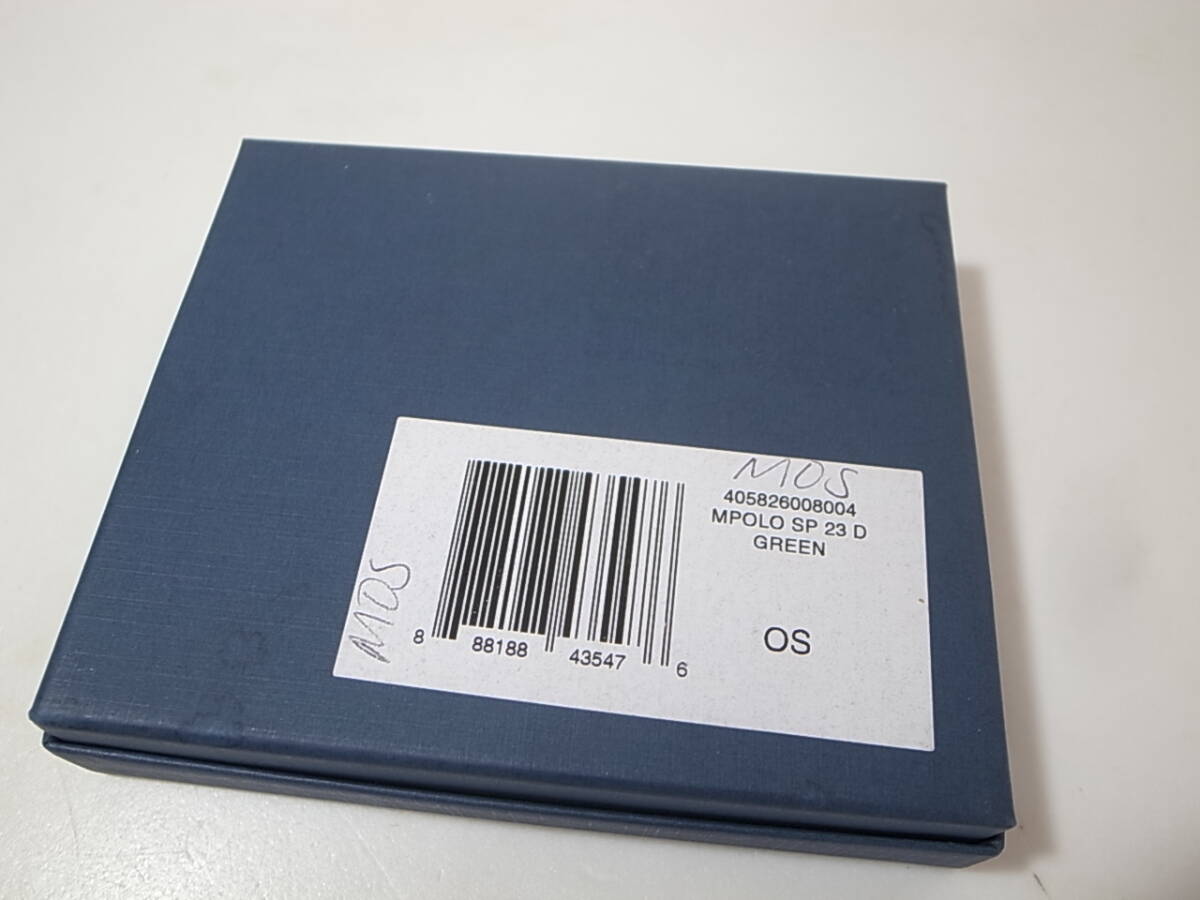 MOS
405826008004
MPOLO SP 23 D
GREEN
OS
MOS
8 88188 43547 6